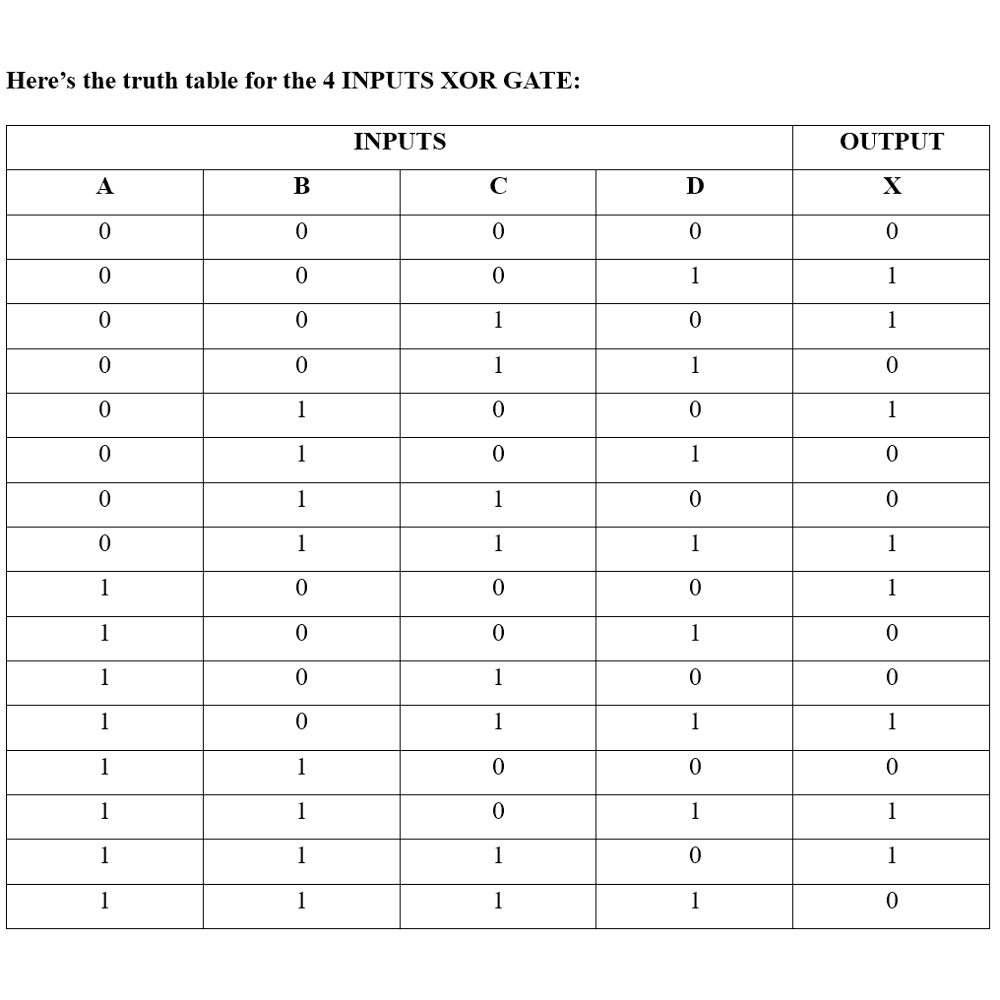 Here’s the truth table for the 4 INPUTS XOR GATE:
INPUTS OUTPUT
A B C D X
0 0 0 0 0
0 0 0 1 1
0 0 1 0 1
0 0 1 1 0
0 1 0 0 1
0 1 0 1 0
0 1 1 0 0
0 1 1 1 1
1 0 0 0 1
1 0 0 1 0
1 0 1 0 0
1 0 1 1 1
1 1 0 0 0
1 1 0 1 1
1 1 1 0 1
1 1 1 1 0